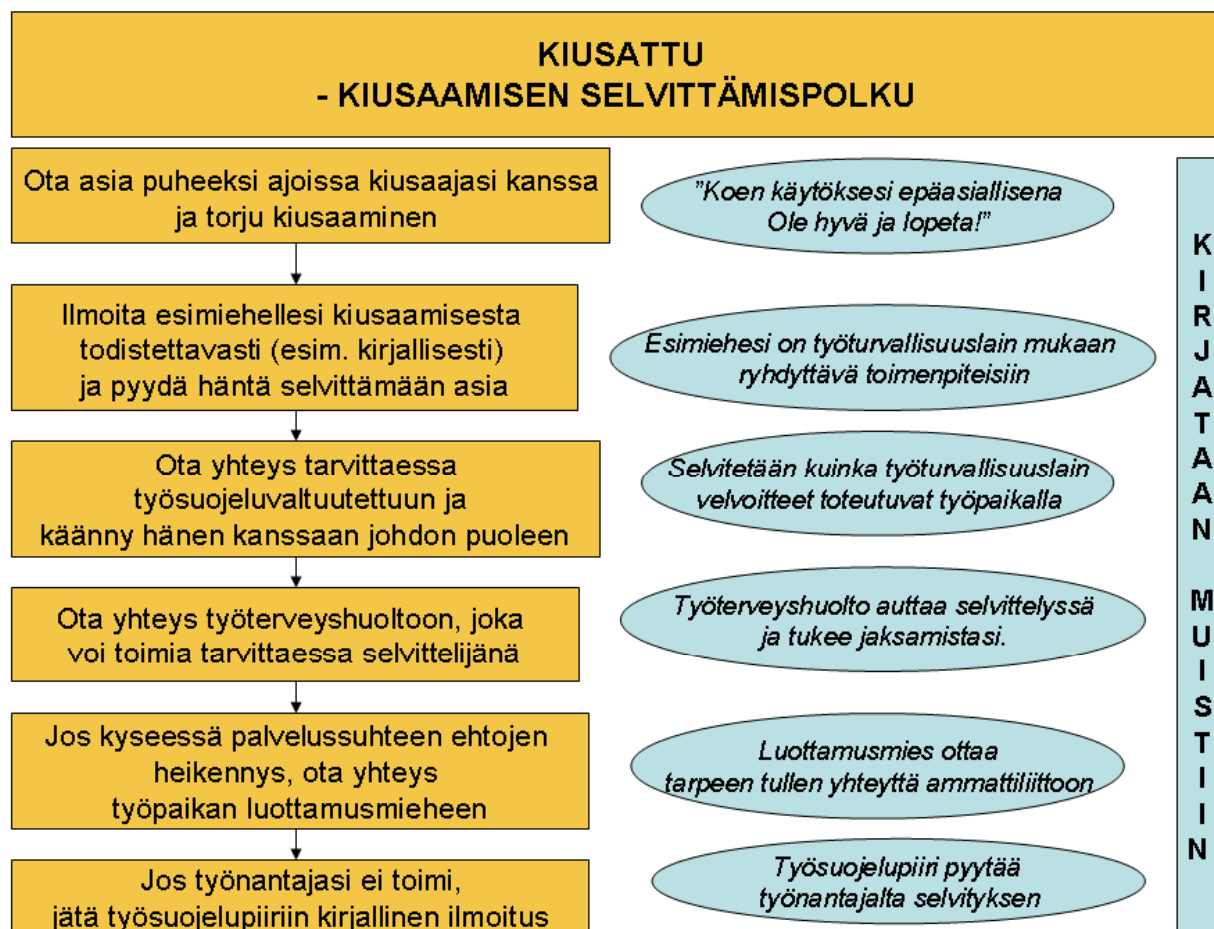 KIUSATTU
- KIUSAAMISEN SELVITTÄMISPOLKU
Ota asia puheeksi ajoissa kiusaajasi kanssa
ja torju kiusaaminen
"Koen käytöksesi epäasiallisena
Ole hyvä ja lopeta!"
Ilmoita esimiehellesi kiusaamisesta
todistettavasti (esim. kirjallisesti)
ja pyydä häntä selvittämään asia
Esimiehesi on työturvallisuuslain mukaan
ryhdyttävä toimenpiteisiin
Ota yhteys tarvittaessa
työsuojeluvaltuutettuun ja
käänny hänen kanssaan johdon puoleen
Selvitetään kuinka työturvallisuuslain
velvoitteet toteutuvat työpaikalla
Ota yhteys työterveyshuoltoon, joka
voi toimia tarvittaessa selvittelijänä
Työterveyshuolto auttaa selvittelyssä
ja tukee jaksamistasi.
Jos kyseessä palvelussuhteen ehtojen
heikennys, ota yhteys
työpaikan luottamusmieheen
Luottamusmies ottaa
tarpeen tullen yhteyttä ammattiliittoon
Jos työnantajasi ei toimi,
jätä työsuojelupiiriin kirjallinen ilmoitus
Työsuojelupiiri pyytää
työnantajalta selvityksen
KIRJATAAN MUISTIIN